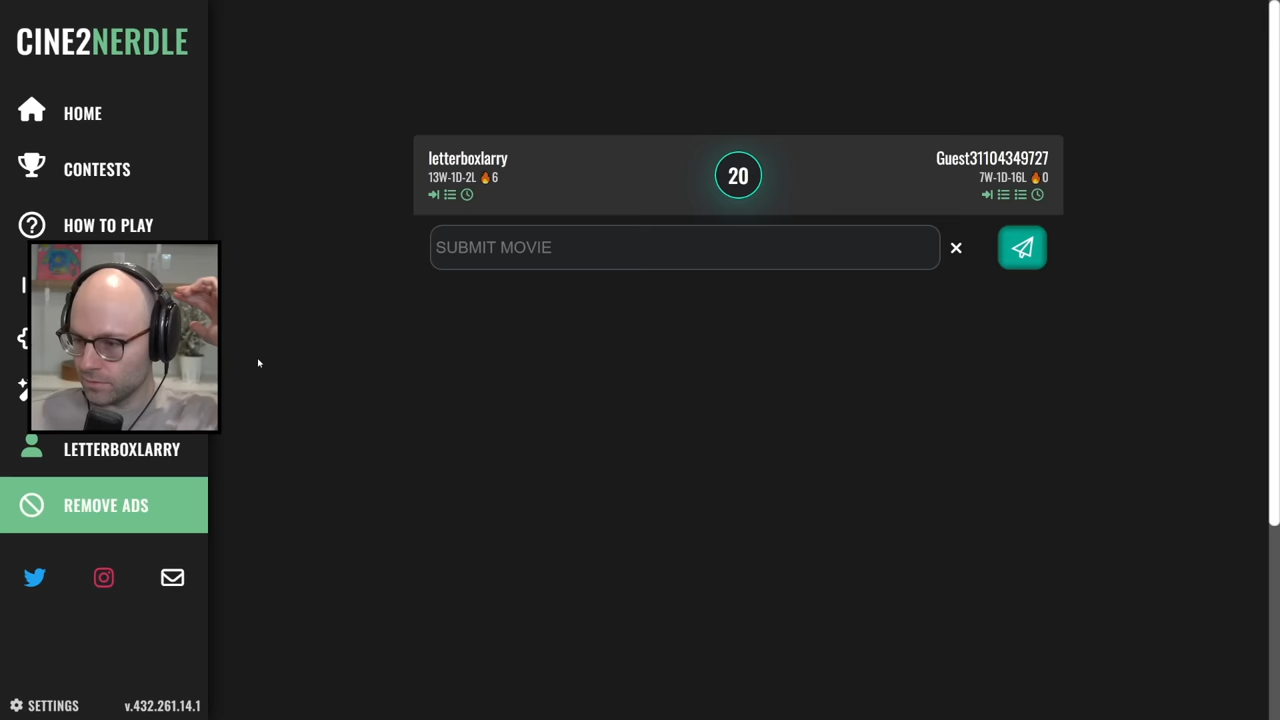 CINE2NERDLE
HOME
CONTESTS
HOW TO PLAY
LETTERBOXLARRY
REMOVE ADS
SETTINGS
v.432.261.14.1
letterboxlarry
13W-1D-2L 6
20
Guest31104349727
7W-1D-16L 0
SUBMIT MOVIE